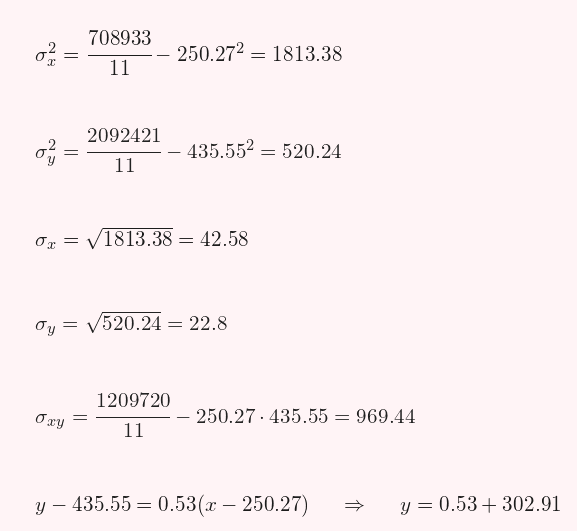 σ_x^2 = 708933/11 − 250.27^2 = 1813.38
σ_y^2 = 2092421/11 − 435.55^2 = 520.24
σ_x = √1813.38 = 42.58
σ_y = √520.24 = 22.8
σ_xy = 1209720/11 − 250.27 · 435.55 = 969.44
y − 435.55 = 0.53(x − 250.27) ⇒ y = 0.53 + 302.91